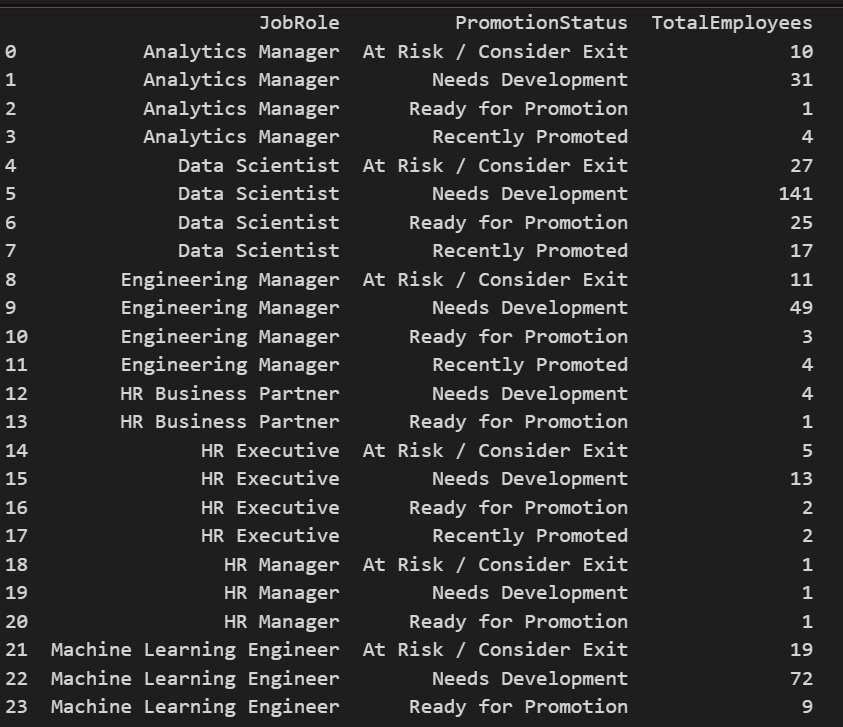 JobRole PromotionStatus TotalEmployees
0 Analytics Manager At Risk / Consider Exit 10
1 Analytics Manager Needs Development 31
2 Analytics Manager Ready for Promotion 1
3 Analytics Manager Recently Promoted 4
4 Data Scientist At Risk / Consider Exit 27
5 Data Scientist Needs Development 141
6 Data Scientist Ready for Promotion 25
7 Data Scientist Recently Promoted 17
8 Engineering Manager At Risk / Consider Exit 11
9 Engineering Manager Needs Development 49
10 Engineering Manager Ready for Promotion 3
11 Engineering Manager Recently Promoted 4
12 HR Business Partner Needs Development 4
13 HR Business Partner Ready for Promotion 1
14 HR Executive At Risk / Consider Exit 5
15 HR Executive Needs Development 13
16 HR Executive Ready for Promotion 2
17 HR Executive Recently Promoted 2
18 HR Manager At Risk / Consider Exit 1
19 HR Manager Needs Development 1
20 HR Manager Ready for Promotion 1
21 Machine Learning Engineer At Risk / Consider Exit 19
22 Machine Learning Engineer Needs Development 72
23 Machine Learning Engineer Ready for Promotion 9